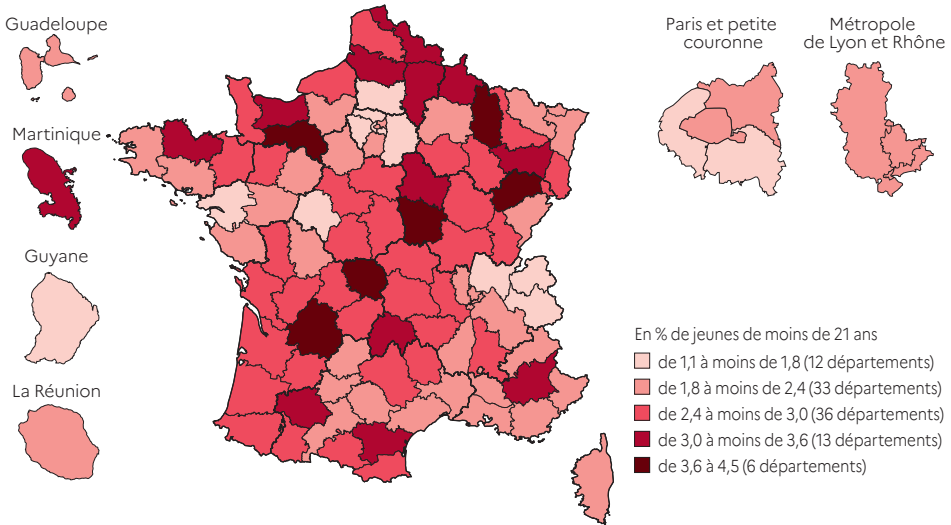 Guadeloupe
Martinique
Guyane
La Réunion
Paris et petite
couronne
Métropole
de Lyon et Rhône
En % de jeunes de moins de 21 ans
de 1,1 à moins de 1,8 (12 départements)
de 1,8 à moins de 2,4 (33 départements)
de 2,4 à moins de 3,0 (36 départements)
de 3,0 à moins de 3,6 (13 départements)
de 3,6 à 4,5 (6 départements)